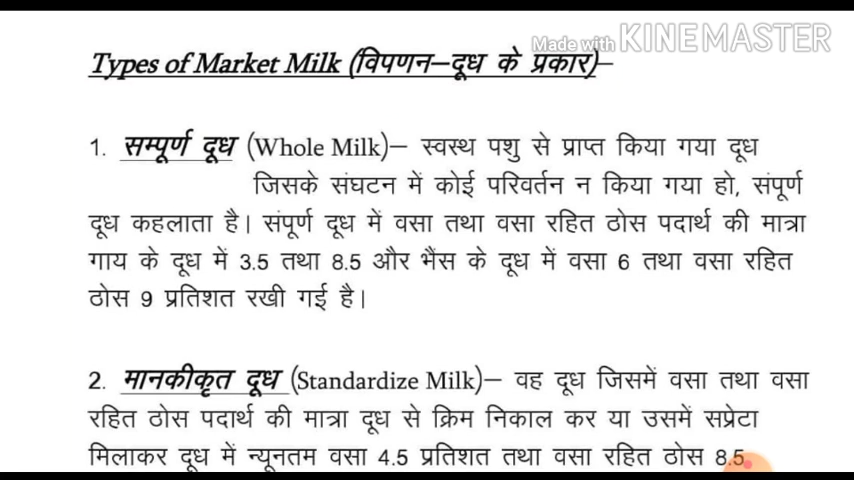 Made with KINEMASTER
Types of Market Milk (विपणन–दूध के प्रकार)–
1. सम्पूर्ण दूध (Whole Milk)– स्वस्थ पशु से प्राप्त किया गया दूध
जिसके संघटन में कोई परिवर्तन न किया गया हो, संपूर्ण
दूध कहलाता है। संपूर्ण दूध में वसा तथा वसा रहित ठोस पदार्थ की मात्रा
गाय के दूध में 3.5 तथा 8.5 और भैंस के दूध में वसा 6 तथा वसा रहित
ठोस 9 प्रतिशत रखी गई है।
2. मानकीकृत दूध (Standardize Milk)– वह दूध जिसमें वसा तथा वसा
रहित ठोस पदार्थ की मात्रा दूध से क्रिम निकाल कर या उसमें सप्रेटा
मिलाकर दूध में न्यूनतम वसा 4.5 प्रतिशत तथा वसा रहित ठोस 8.5